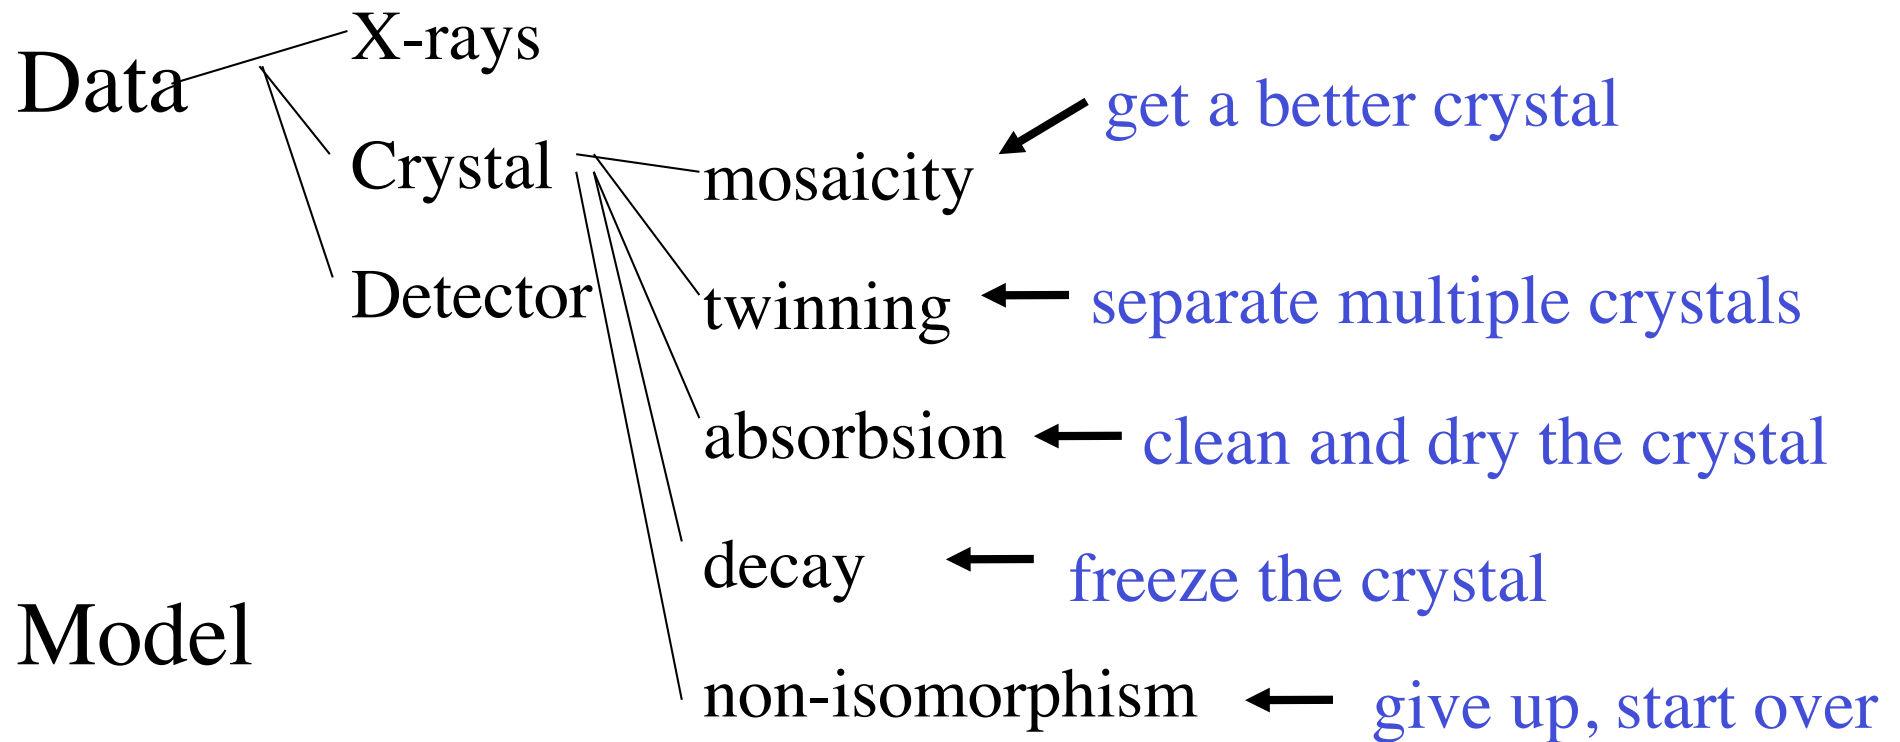 Data
X-rays
Crystal
Detector
mosaicity
get a better crystal
twinning
separate multiple crystals
absorbsion
clean and dry the crystal
decay
freeze the crystal
non-isomorphism
give up, start over
Model